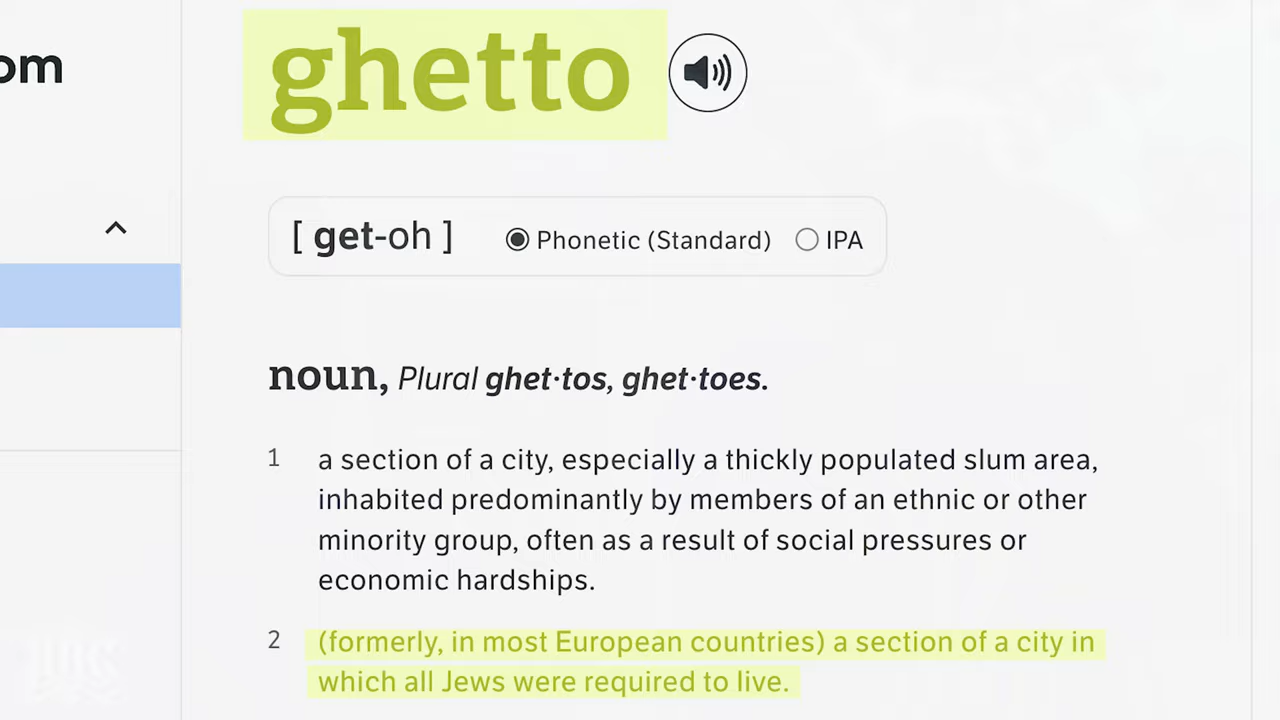 om
ghetto
[ get-oh ] Phonetic (Standard) IPA
noun, Plural ghet·tos, ghet·toes.
1 a section of a city, especially a thickly populated slum area,
inhabited predominantly by members of an ethnic or other
minority group, often as a result of social pressures or
economic hardships.
2 (formerly, in most European countries) a section of a city in
which all Jews were required to live.